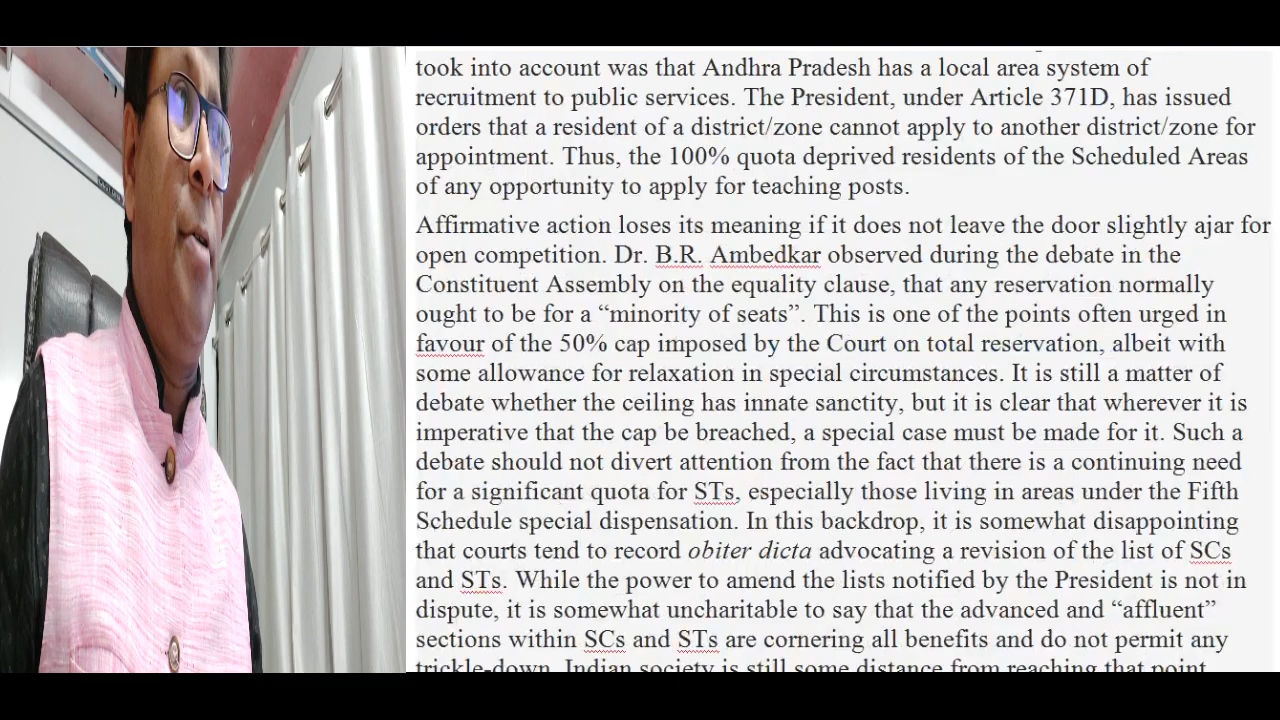 took into account was that Andhra Pradesh has a local area system of
recruitment to public services. The President, under Article 371D, has issued
orders that a resident of a district/zone cannot apply to another district/zone for
appointment. Thus, the 100% quota deprived residents of the Scheduled Areas
of any opportunity to apply for teaching posts.
Affirmative action loses its meaning if it does not leave the door slightly ajar for
open competition. Dr. B.R. Ambedkar observed during the debate in the
Constituent Assembly on the equality clause, that any reservation normally
ought to be for a “minority of seats”. This is one of the points often urged in
favour of the 50% cap imposed by the Court on total reservation, albeit with
some allowance for relaxation in special circumstances. It is still a matter of
debate whether the ceiling has innate sanctity, but it is clear that wherever it is
imperative that the cap be breached, a special case must be made for it. Such a
debate should not divert attention from the fact that there is a continuing need
for a significant quota for STs, especially those living in areas under the Fifth
Schedule special dispensation. In this backdrop, it is somewhat disappointing
that courts tend to record obiter dicta advocating a revision of the list of SCs
and STs. While the power to amend the lists notified by the President is not in
dispute, it is somewhat uncharitable to say that the advanced and “affluent”
sections within SCs and STs are cornering all benefits and do not permit any
trickle-down. Indian society is still some distance from reaching that point